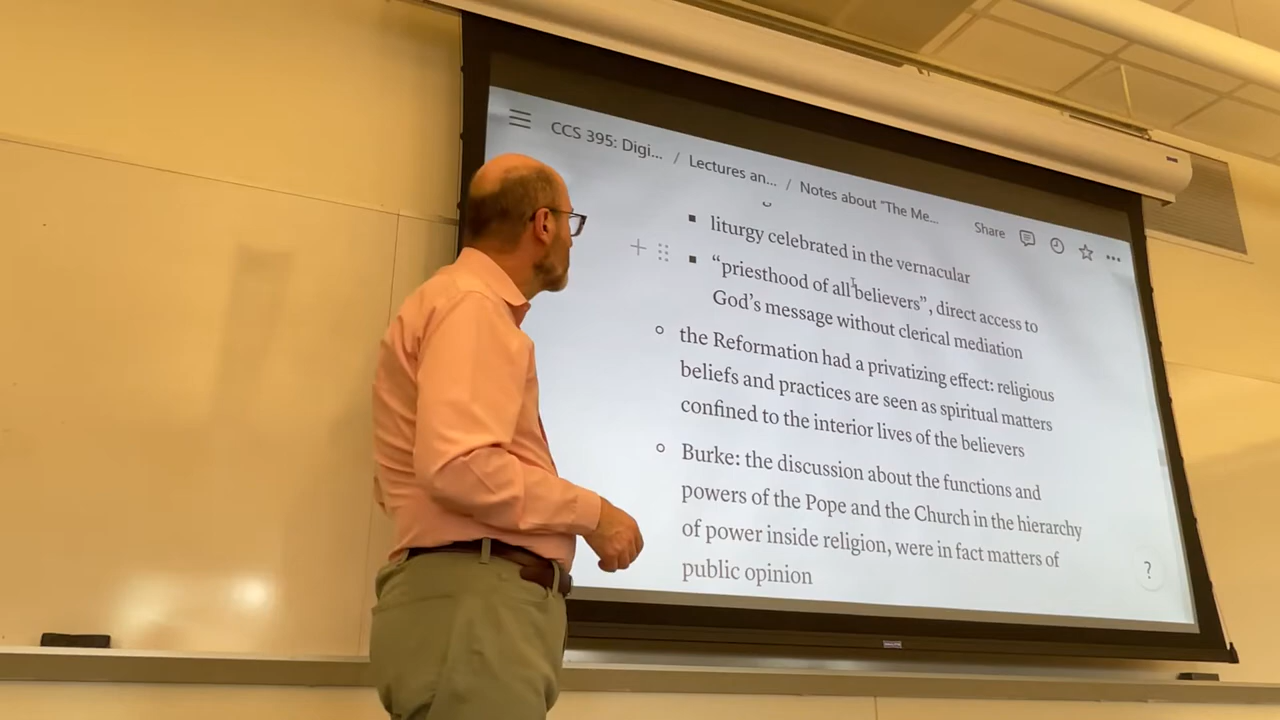 CCS 395: Digi... / Lectures an... / Notes about "The Me... Share
liturgy celebrated in the vernacular
“priesthood of all believers”, direct access to
God’s message without clerical mediation
the Reformation had a privatizing effect: religious
beliefs and practices are seen as spiritual matters
confined to the interior lives of the believers
Burke: the discussion about the functions and
powers of the Pope and the Church in the hierarchy
of power inside religion, were in fact matters of
public opinion
?